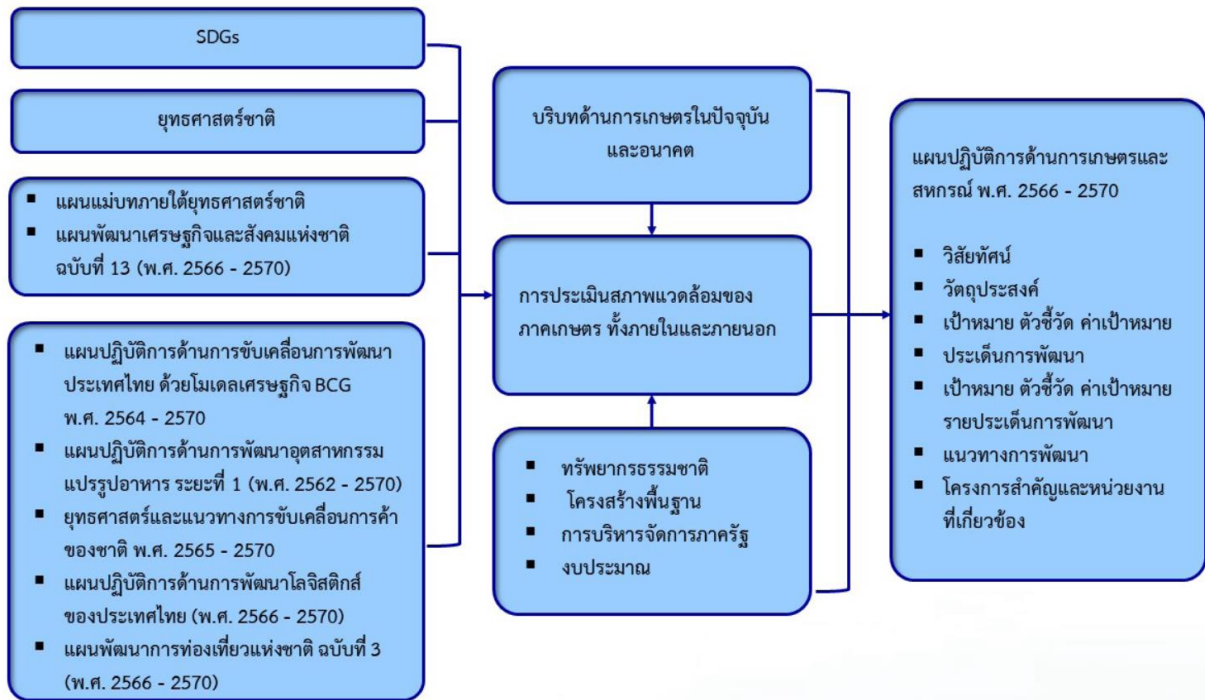 SDGs
ยุทธศาสตร์ชาติ
▪ แผนแม่บทภายใต้ยุทธศาสตร์ชาติ
▪ แผนพัฒนาเศรษฐกิจและสังคมแห่งชาติ
ฉบับที่ 13 (พ.ศ. 2566 - 2570)
▪ แผนปฏิบัติการด้านการขับเคลื่อนการพัฒนา
ประเทศไทย ด้วยโมเดลเศรษฐกิจ BCG
พ.ศ. 2564 - 2570
▪ แผนปฏิบัติการด้านการพัฒนาอุตสาหกรรม
แปรรูปอาหาร ระยะที่ 1 (พ.ศ. 2562 - 2570)
▪ ยุทธศาสตร์และแนวทางการขับเคลื่อนการค้า
ของชาติ พ.ศ. 2565 - 2570
▪ แผนปฏิบัติการด้านการพัฒนาโลจิสติกส์
ของประเทศไทย (พ.ศ. 2566 - 2570)
▪ แผนพัฒนาการท่องเที่ยวแห่งชาติ ฉบับที่ 3
(พ.ศ. 2566 - 2570)
บริบทด้านการเกษตรในปัจจุบัน
และอนาคต
การประเมินสภาพแวดล้อมของ
ภาคเกษตร ทั้งภายในและภายนอก
▪ ทรัพยากรธรรมชาติ
▪ โครงสร้างพื้นฐาน
▪ การบริหารจัดการภาครัฐ
▪ งบประมาณ
แผนปฏิบัติการด้านการเกษตรและ
สหกรณ์ พ.ศ. 2566 - 2570
▪ วิสัยทัศน์
▪ วัตถุประสงค์
▪ เป้าหมาย ตัวชี้วัด ค่าเป้าหมาย
▪ ประเด็นการพัฒนา
▪ เป้าหมาย ตัวชี้วัด ค่าเป้าหมาย
รายประเด็นการพัฒนา
▪ แนวทางการพัฒนา
▪ โครงการสำคัญและหน่วยงาน
ที่เกี่ยวข้อง